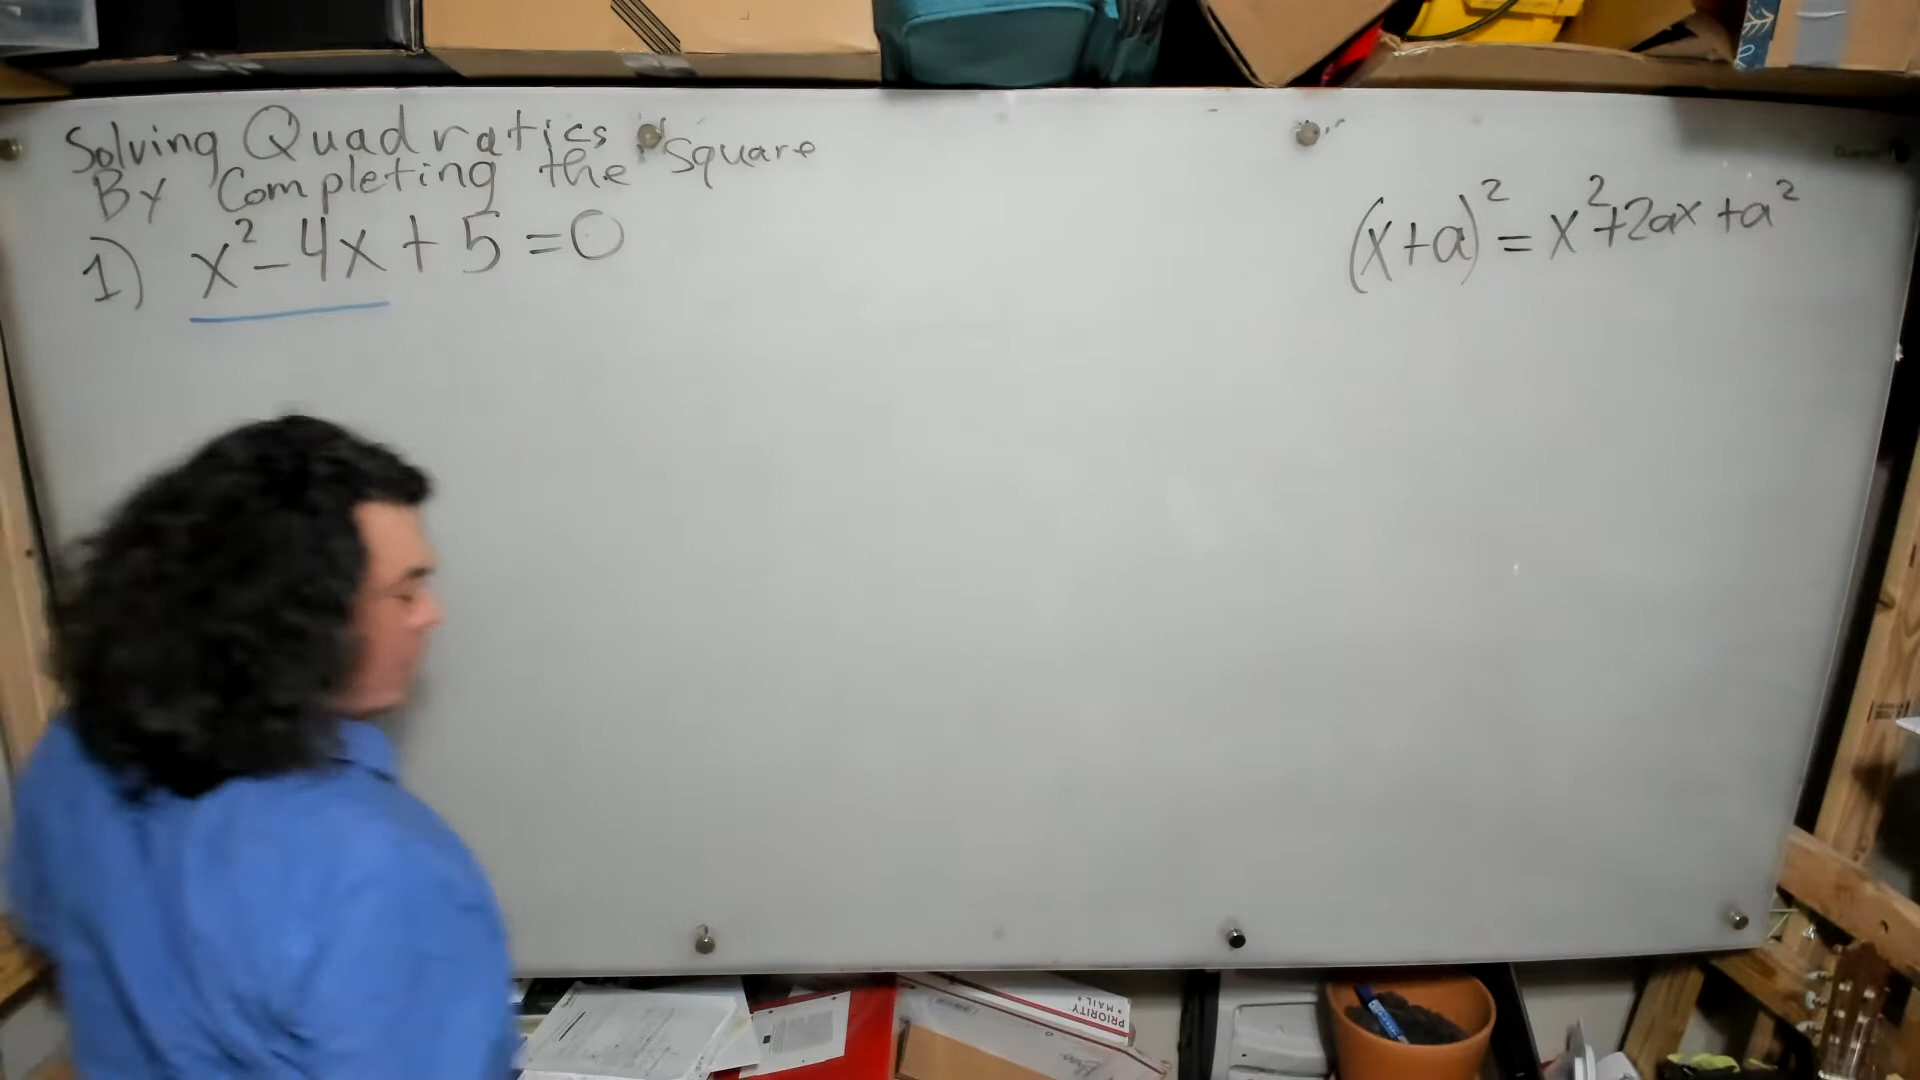 Solving Quadratics
By Completing the Square
1) x² - 4x + 5 = 0
(x+a)² = x² + 2ax + a²
PRIORITY
MAIL